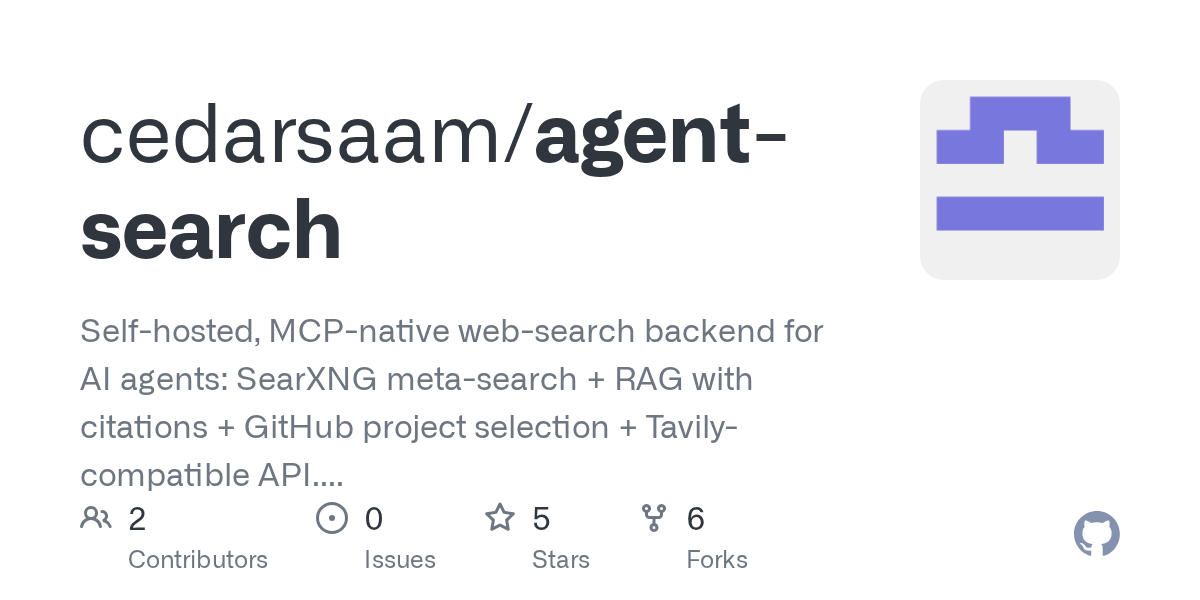 cedarsaam/agent-
search
Self-hosted, MCP-native web-search backend for
AI agents: SearXNG meta-search + RAG with
citations + GitHub project selection + Tavily-
compatible API....
2 0 5 6
Contributors Issues Stars Forks